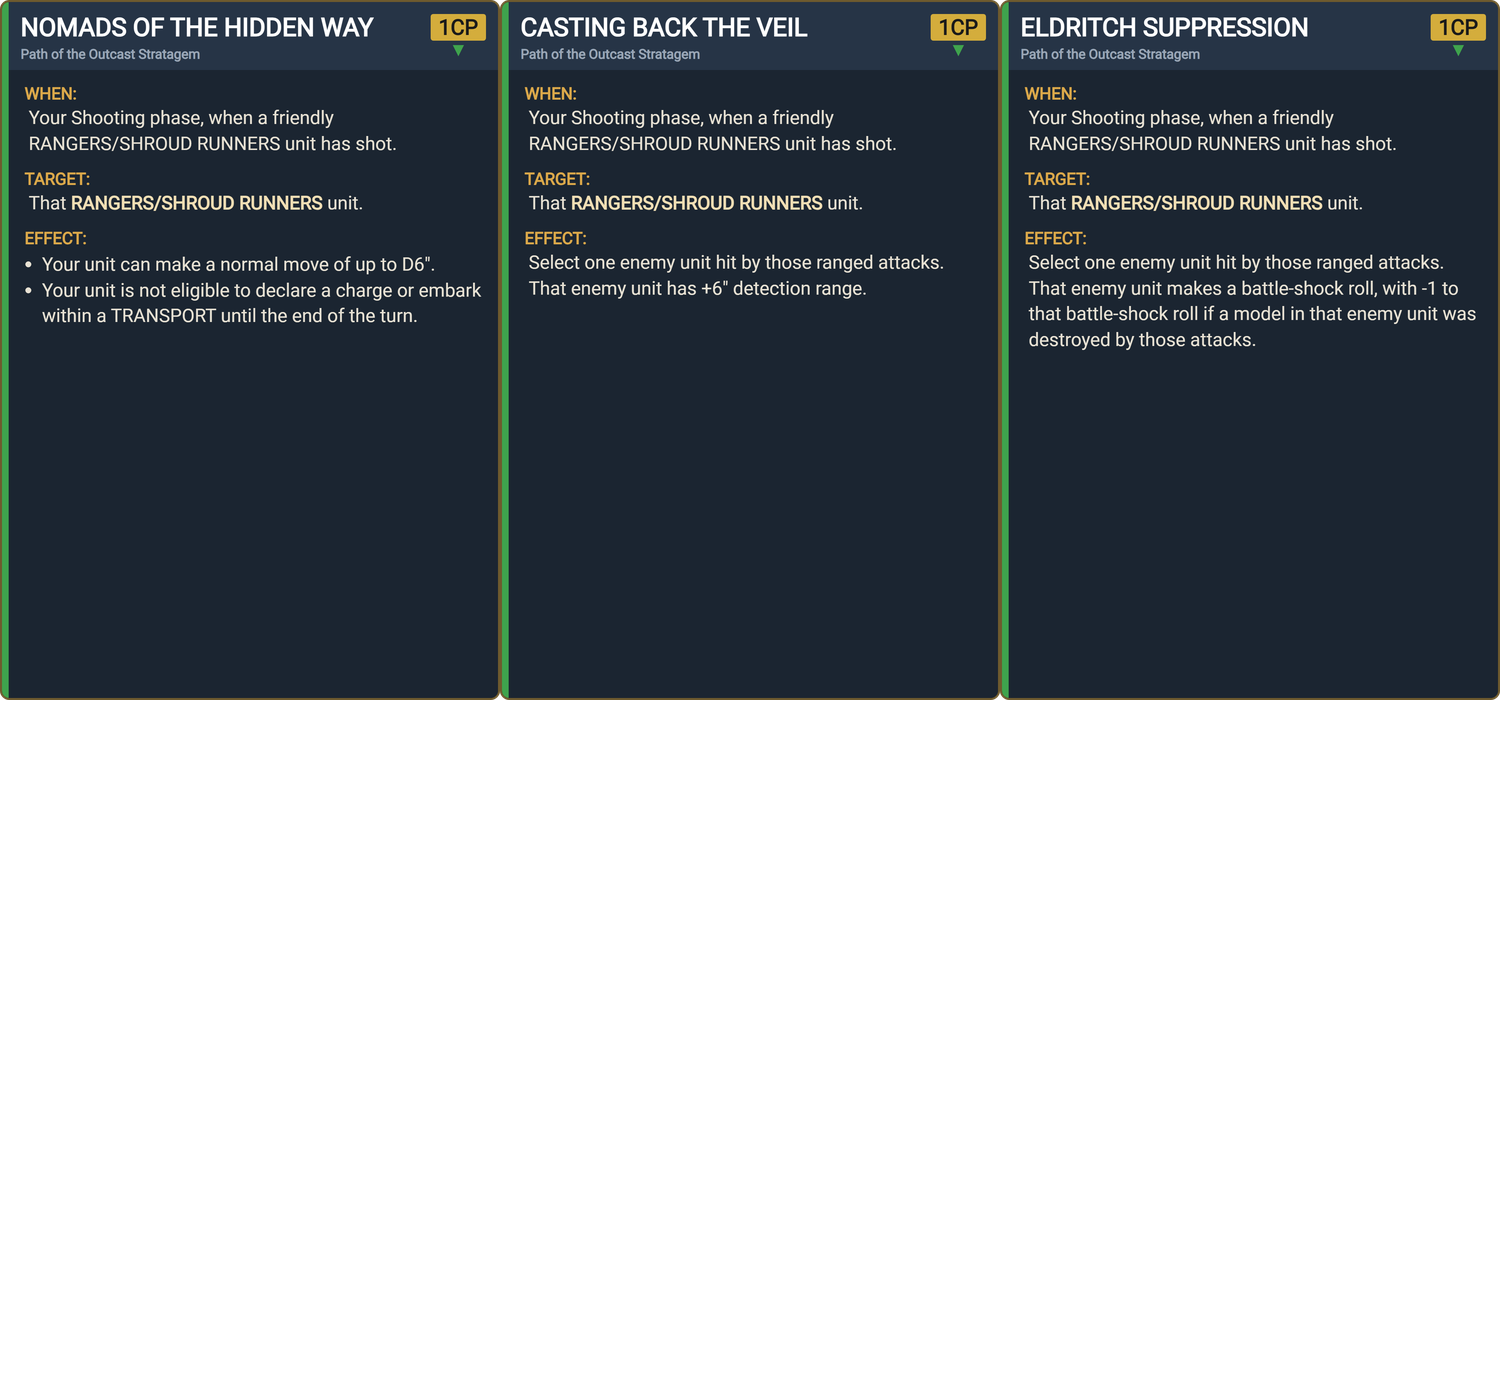 NOMADS OF THE HIDDEN WAY
1CP
Path of the Outcast Stratagem
WHEN:
Your Shooting phase, when a friendly
RANGERS/SHROUD RUNNERS unit has shot.
TARGET:
That RANGERS/SHROUD RUNNERS unit.
EFFECT:
• Your unit can make a normal move of up to D6".
• Your unit is not eligible to declare a charge or embark
within a TRANSPORT until the end of the turn.
CASTING BACK THE VEIL
1CP
Path of the Outcast Stratagem
WHEN:
Your Shooting phase, when a friendly
RANGERS/SHROUD RUNNERS unit has shot.
TARGET:
That RANGERS/SHROUD RUNNERS unit.
EFFECT:
Select one enemy unit hit by those ranged attacks.
That enemy unit has +6" detection range.
ELDRITCH SUPPRESSION
1CP
Path of the Outcast Stratagem
WHEN:
Your Shooting phase, when a friendly
RANGERS/SHROUD RUNNERS unit has shot.
TARGET:
That RANGERS/SHROUD RUNNERS unit.
EFFECT:
Select one enemy unit hit by those ranged attacks.
That enemy unit makes a battle-shock roll, with -1 to
that battle-shock roll if a model in that enemy unit was
destroyed by those attacks.